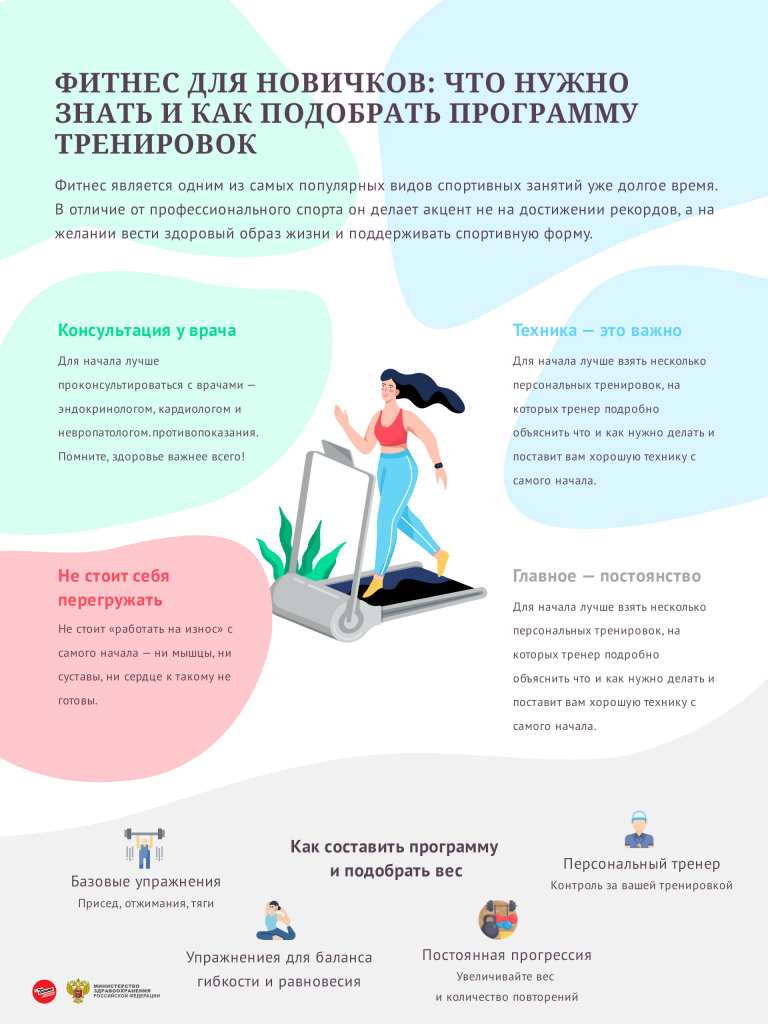 ФИТНЕС ДЛЯ НОВИЧКОВ: ЧТО НУЖНО
ЗНАТЬ И КАК ПОДОБРАТЬ ПРОГРАММУ
ТРЕНИРОВОК
Фитнес является одним из самых популярных видов спортивных занятий уже долгое время.
В отличие от профессионального спорта он делает акцент не на достижении рекордов, а на
желании вести здоровый образ жизни и поддерживать спортивную форму.
Консультация у врача
Для начала лучше
проконсультироваться с врачами —
эндокринологом, кардиологом и
невропатологом.противопоказания.
Помните, здоровье важнее всего!
Техника — это важно
Для начала лучше взять несколько
персональных тренировок, на
которых тренер подробно
объяснить что и как нужно делать и
поставит вам хорошую технику с
самого начала.
Не стоит себя
перегружать
Не стоит «работать на износ» с
самого начала — ни мышцы, ни
суставы, ни сердце к такому не
готовы.
Главное — постоянство
Для начала лучше взять несколько
персональных тренировок, на
которых тренер подробно
объяснить что и как нужно делать и
поставит вам хорошую технику с
самого начала.
Как составить программу
и подобрать вес
Базовые упражнения
Присед, отжимания, тяги
Персональный тренер
Контроль за вашей тренировкой
Упражнениея для баланса
гибкости и равновесия
Постоянная прогрессия
Увеличивайте вес
и количество повторений
МИНИСТЕРСТВО
ЗДРАВООХРАНЕНИЯ
РОССИЙСКОЙ ФЕДЕРАЦИИ